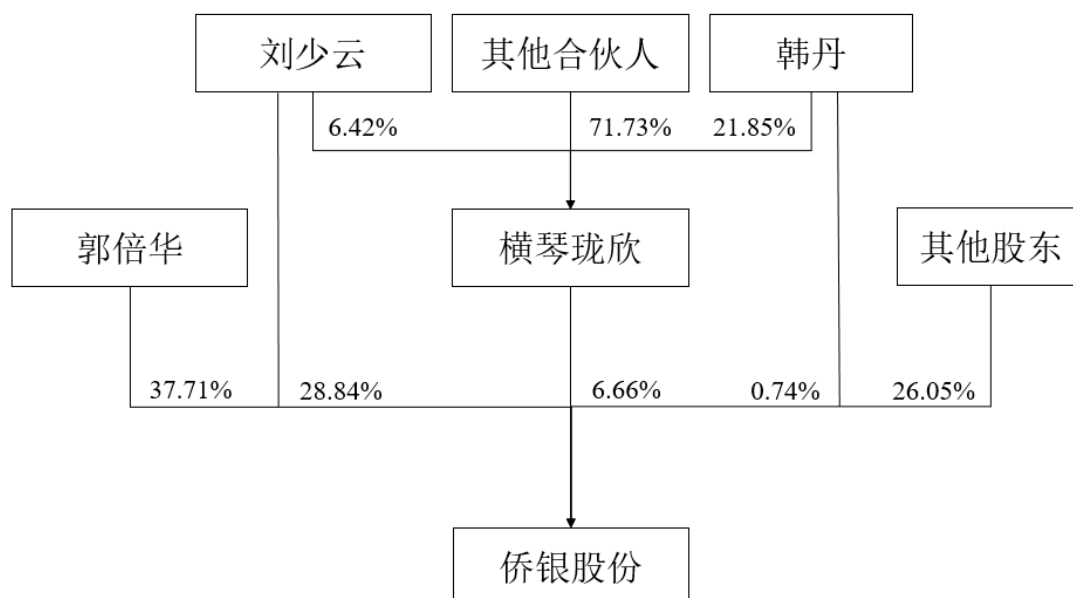 刘少云
其他合伙人
韩丹
6.42%
71.73%
21.85%
郭倍华
横琴珑欣
其他股东
37.71%
28.84%
6.66%
0.74%
26.05%
侨银股份